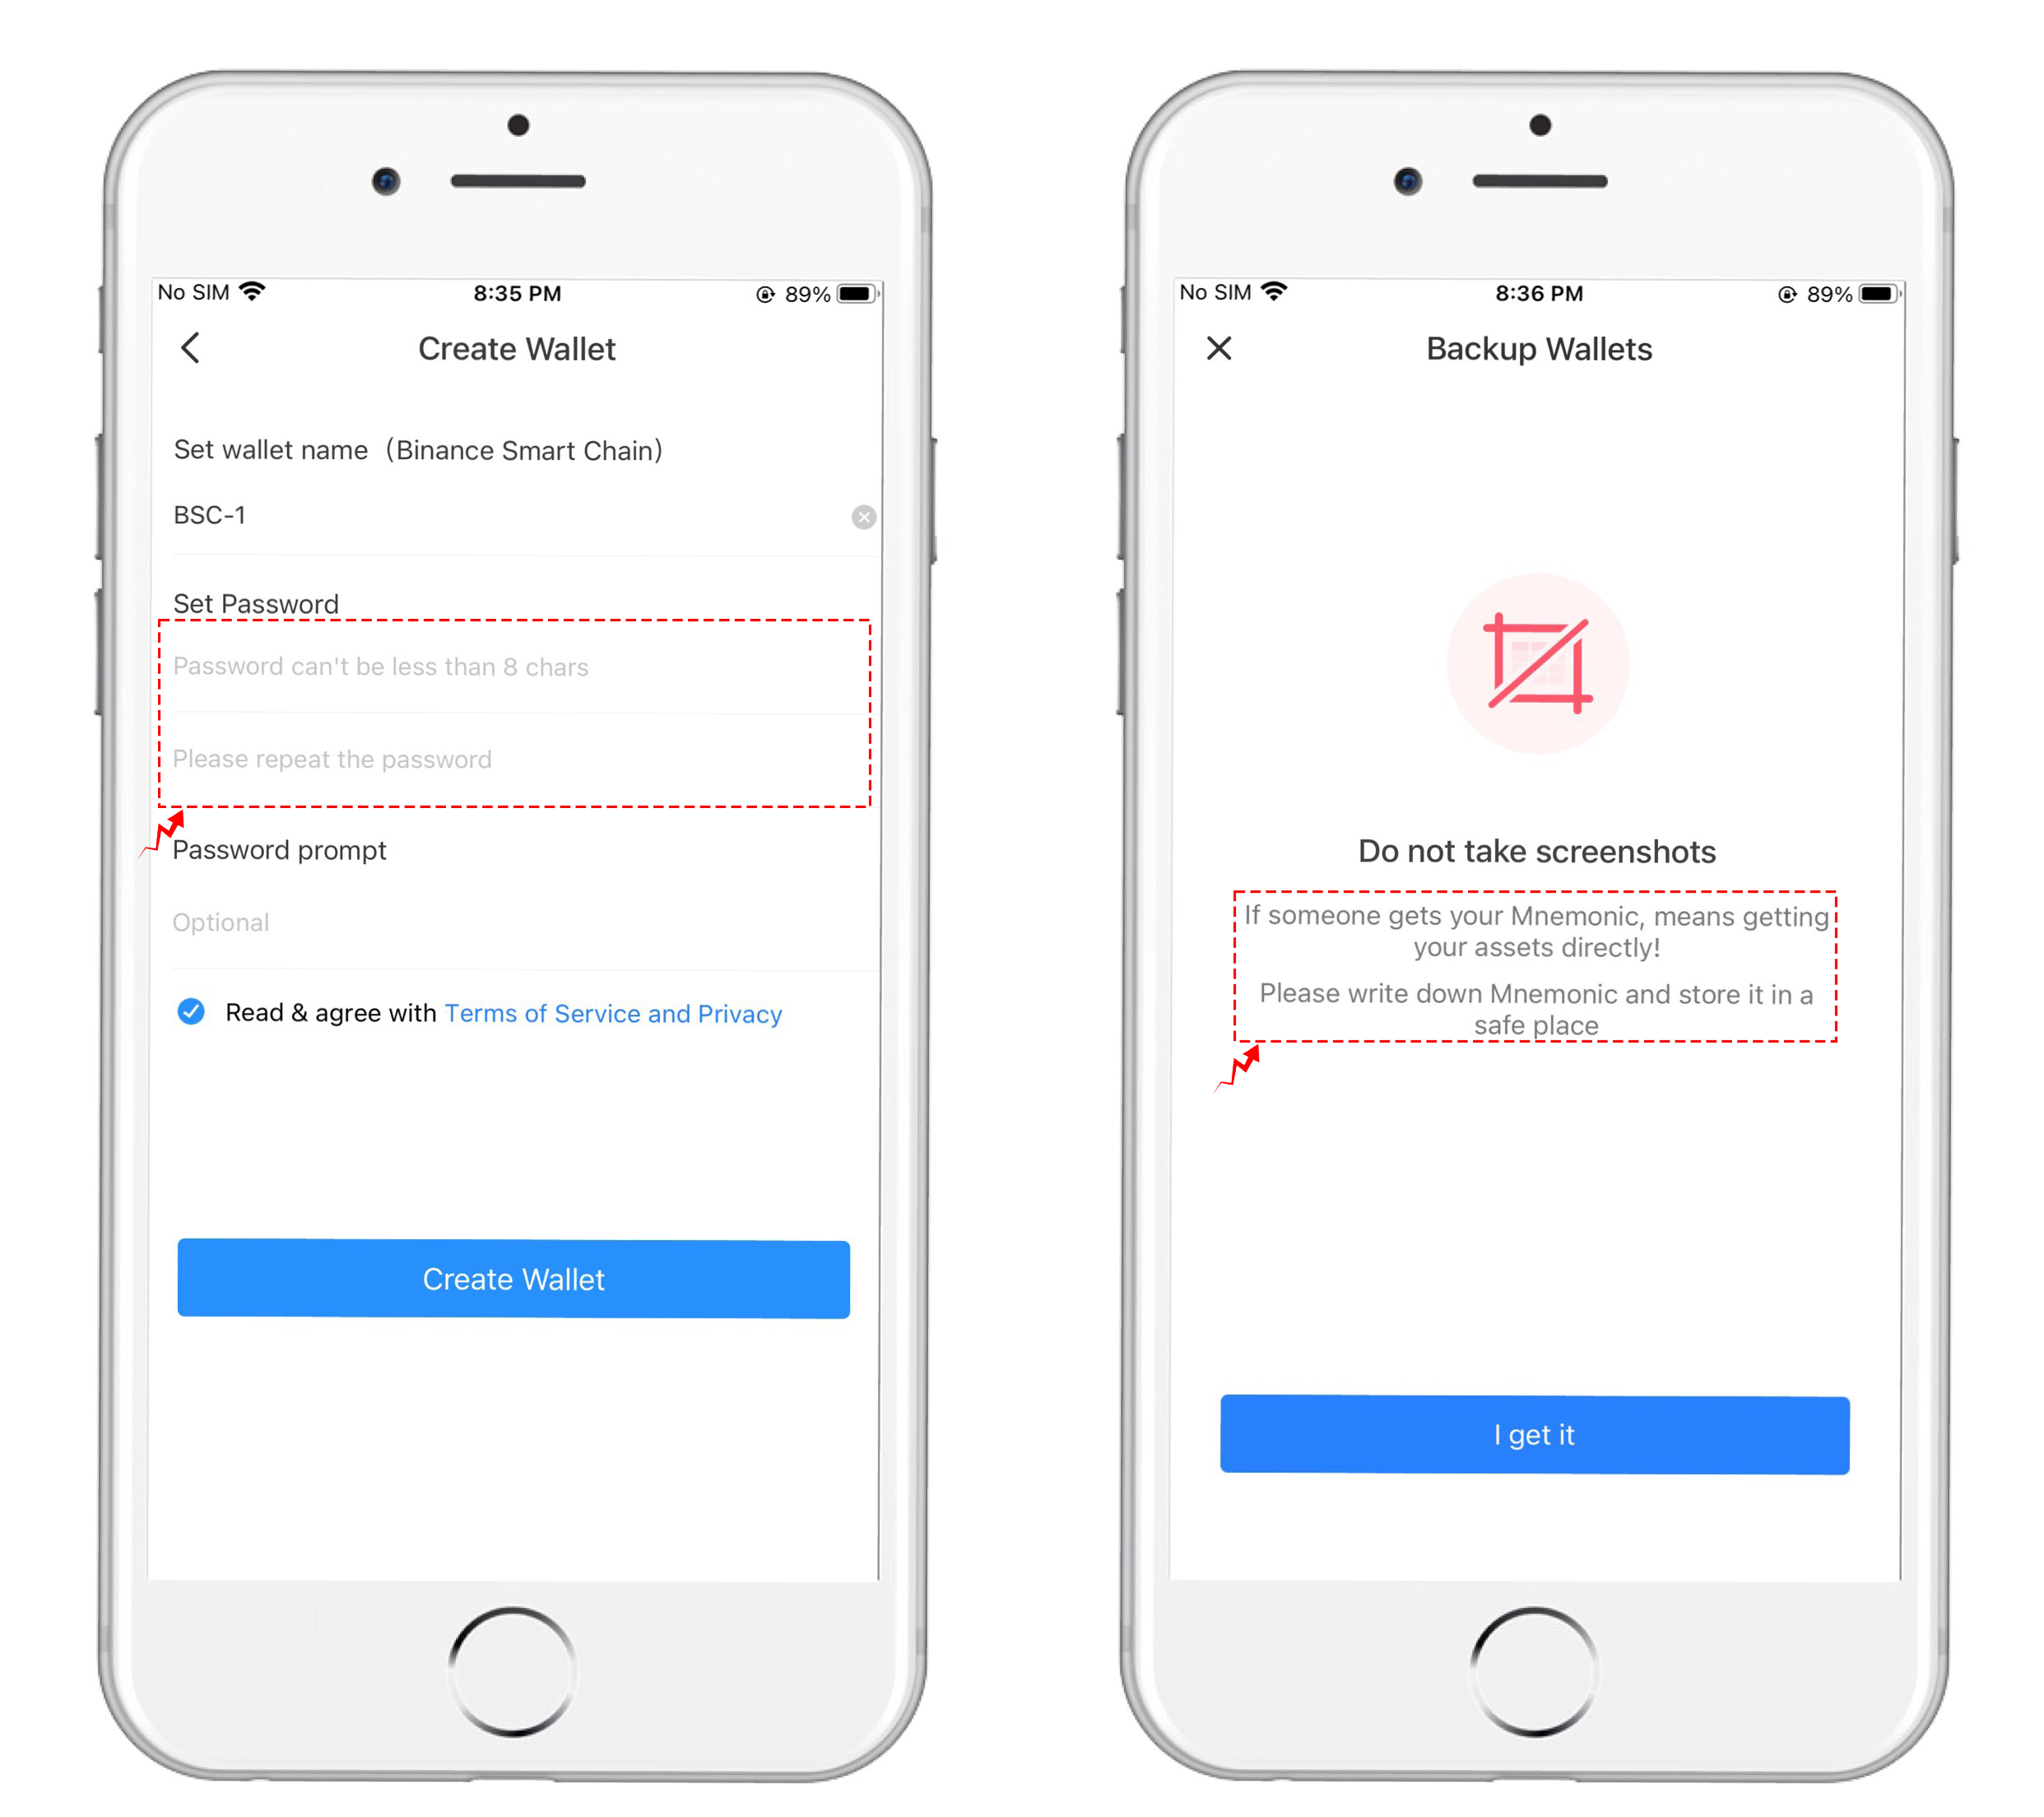 No SIM 8:35 PM 89%
Create Wallet
Set wallet name（Binance Smart Chain）
BSC-1
Set Password
Password can't be less than 8 chars
Please repeat the password
Password prompt
Optional
Read & agree with Terms of Service and Privacy
Create Wallet
No SIM 8:36 PM 89%
Backup Wallets
Do not take screenshots
If someone gets your Mnemonic, means getting
your assets directly!
Please write down Mnemonic and store it in a
safe place
I get it